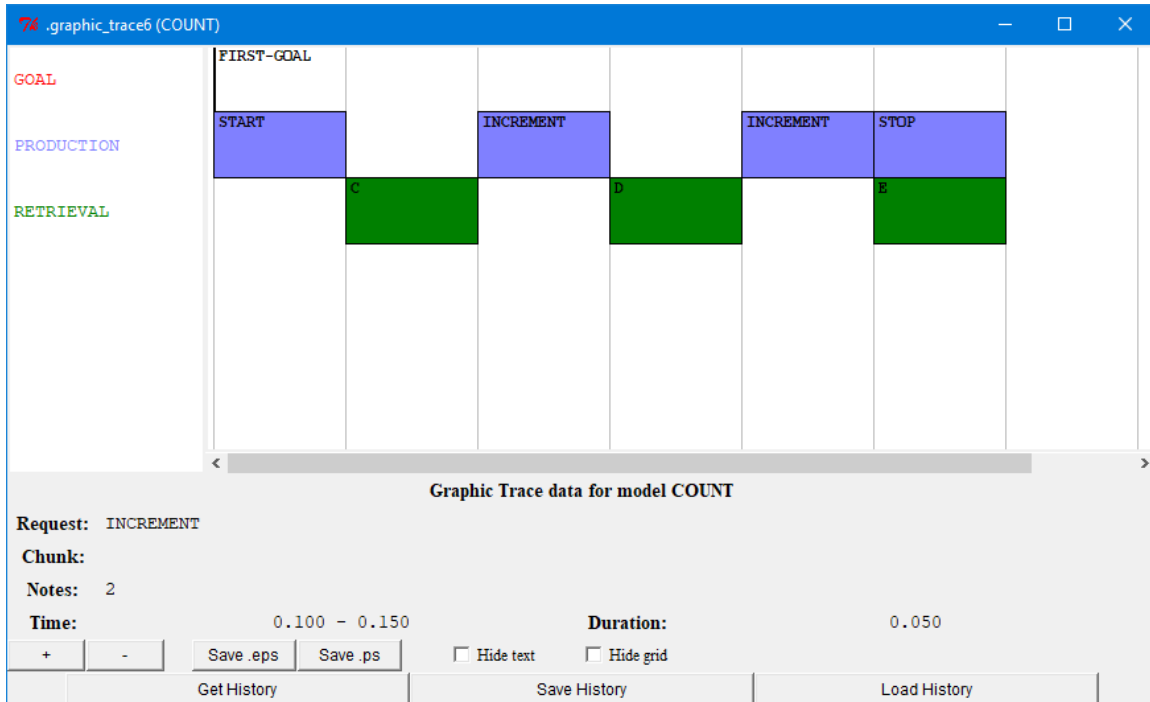 .graphic_trace6 (COUNT)
GOAL
PRODUCTION
RETRIEVAL
FIRST-GOAL
START
INCREMENT
INCREMENT
STOP
C
D
E
Graphic Trace data for model COUNT
Request: INCREMENT
Chunk:
Notes: 2
Time: 0.100 - 0.150 Duration: 0.050
+ - Save .eps Save .ps Hide text Hide grid
Get History Save History Load History